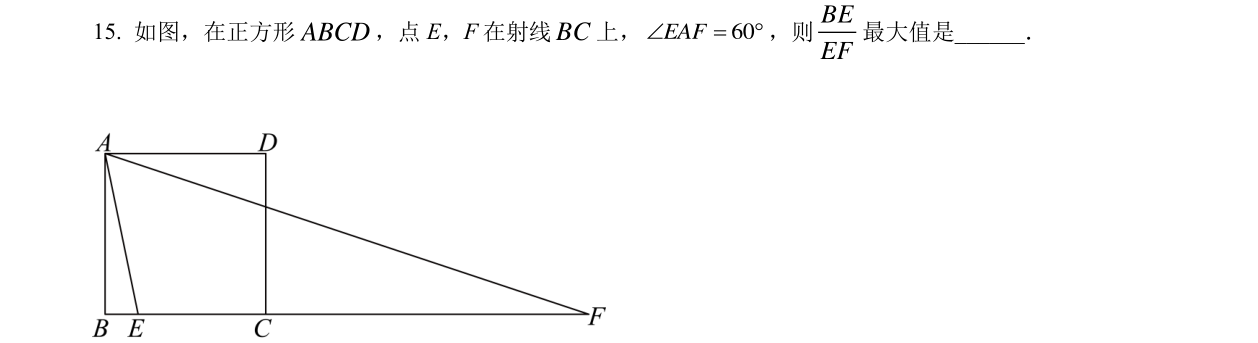 15. 如图，在正方形 ABCD，点 E，F 在射线 BC 上，∠EAF = 60°，则 BE/EF 最大值是______．
A D
B E C F